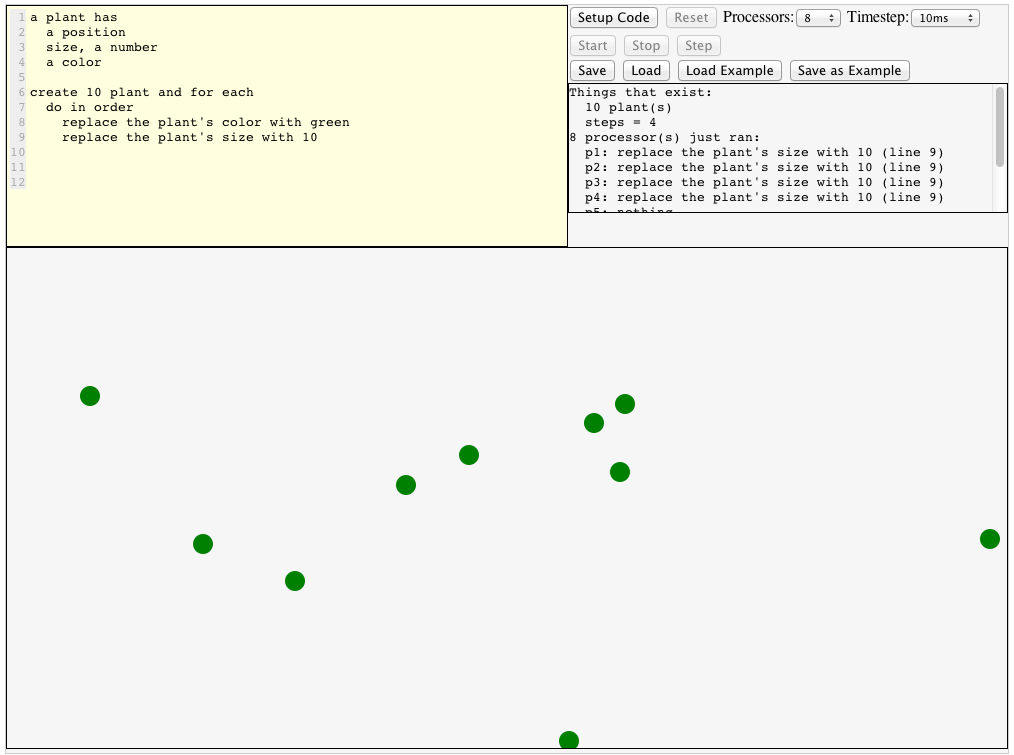 1 a plant has
2   a position
3   size, a number
4   a color
5
6 create 10 plant and for each
7   do in order
8     replace the plant's color with green
9     replace the plant's size with 10
10
11
12
Setup Code Reset Processors: 8 Timestep: 10ms
Start Stop Step
Save Load Load Example Save as Example
Things that exist:
  10 plant(s)
  steps = 4
8 processor(s) just ran:
  p1: replace the plant's size with 10 (line 9)
  p2: replace the plant's size with 10 (line 9)
  p3: replace the plant's size with 10 (line 9)
  p4: replace the plant's size with 10 (line 9)
  p5: nothing